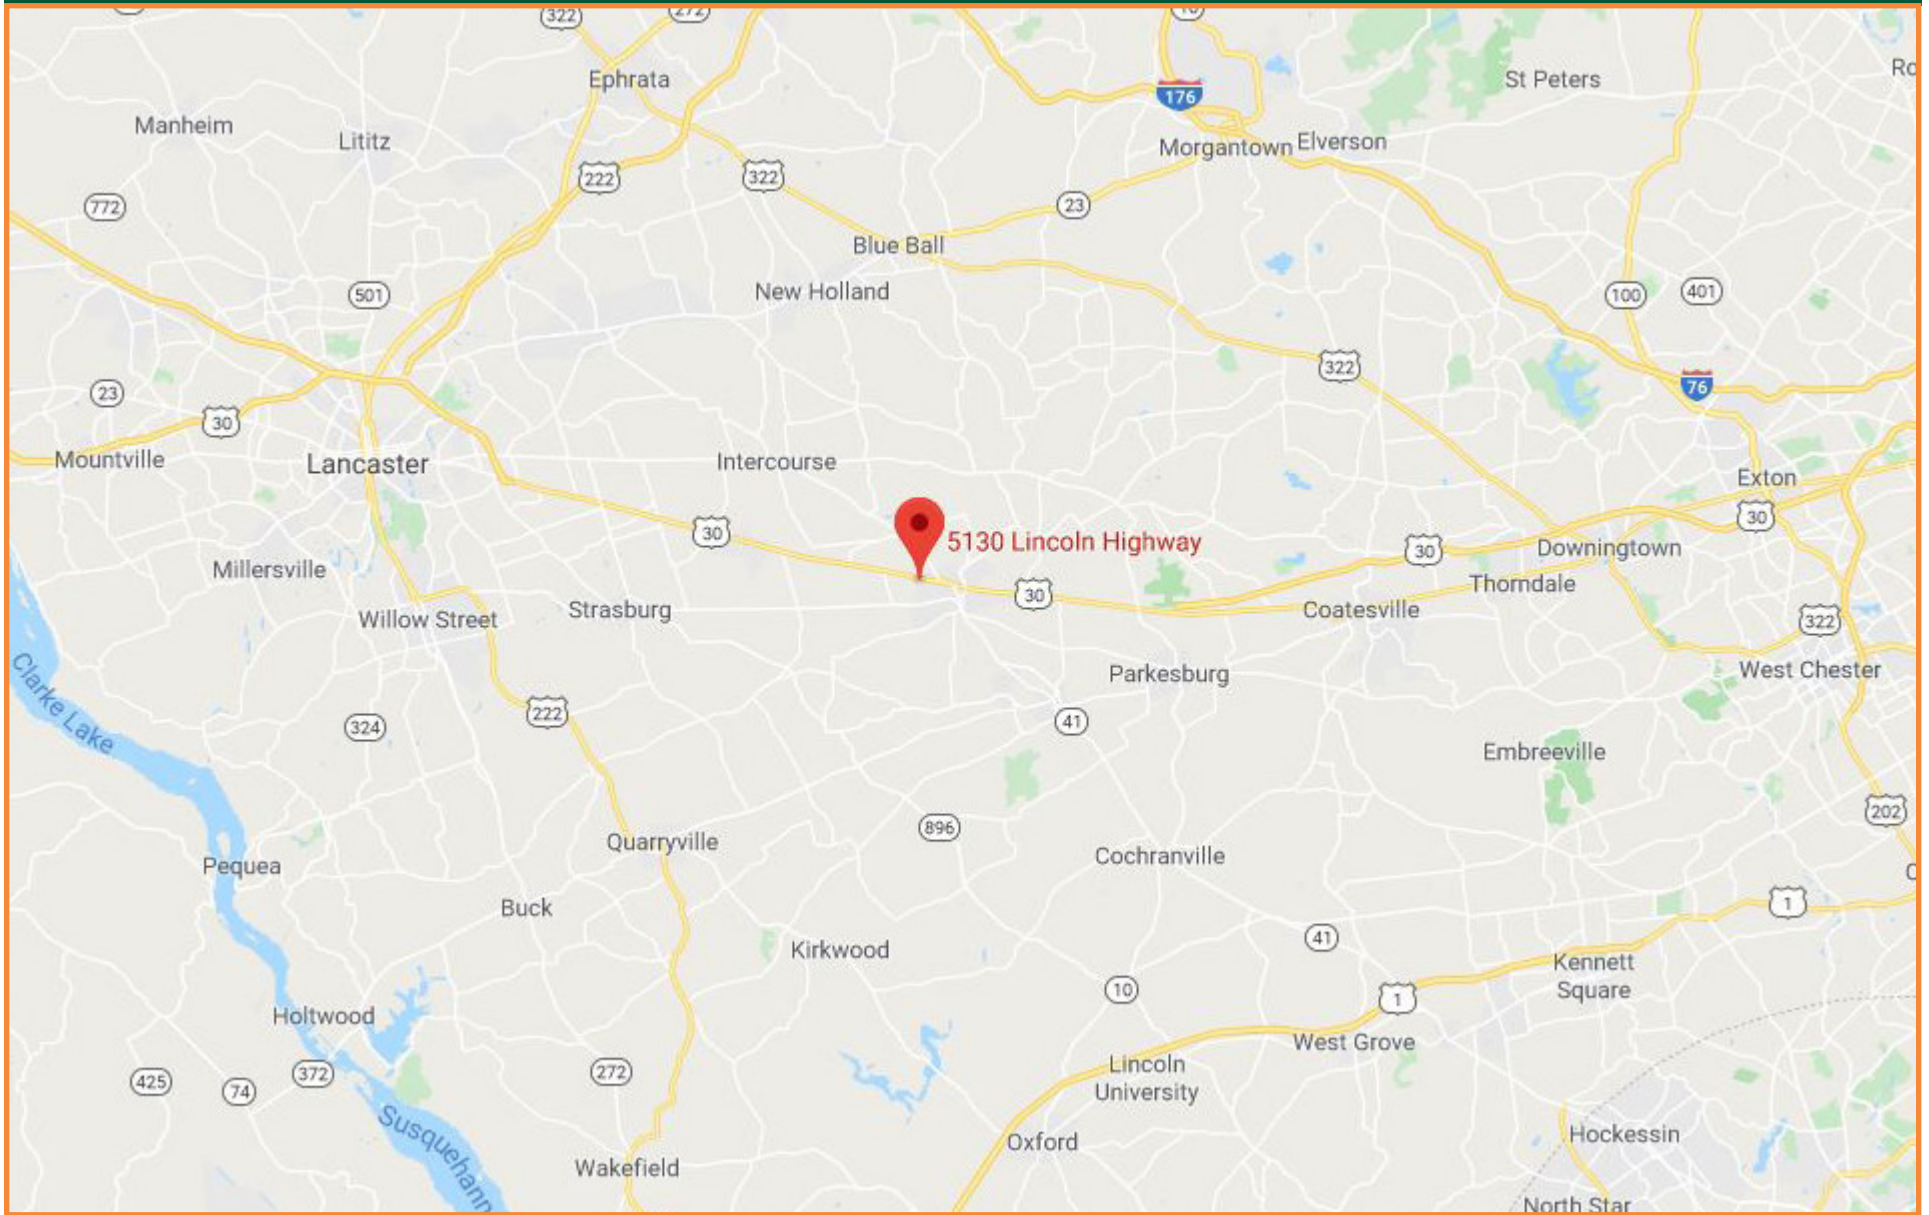 322
272
10
Ephrata
176
St Peters
Manheim
Lititz
Morgantown
Elverson
222
322
772
23
Blue Ball
New Holland
501
100
401
322
76
23
30
Mountville
Lancaster
Intercourse
Exton
30
30
5130 Lincoln Highway
30
Downingtown
Millersville
Thorndale
30
Willow Street
Strasburg
Coatesville
322
Clarke Lake
Parkesburg
West Chester
222
324
41
Embreeville
202
896
Quarryville
Pequea
Cochranville
Buck
1
41
Kirkwood
Kennett
Square
10
1
Holtwood
West Grove
425
74
372
272
Lincoln
University
Susquehann
Oxford
Hockessin
Wakefield
North Star